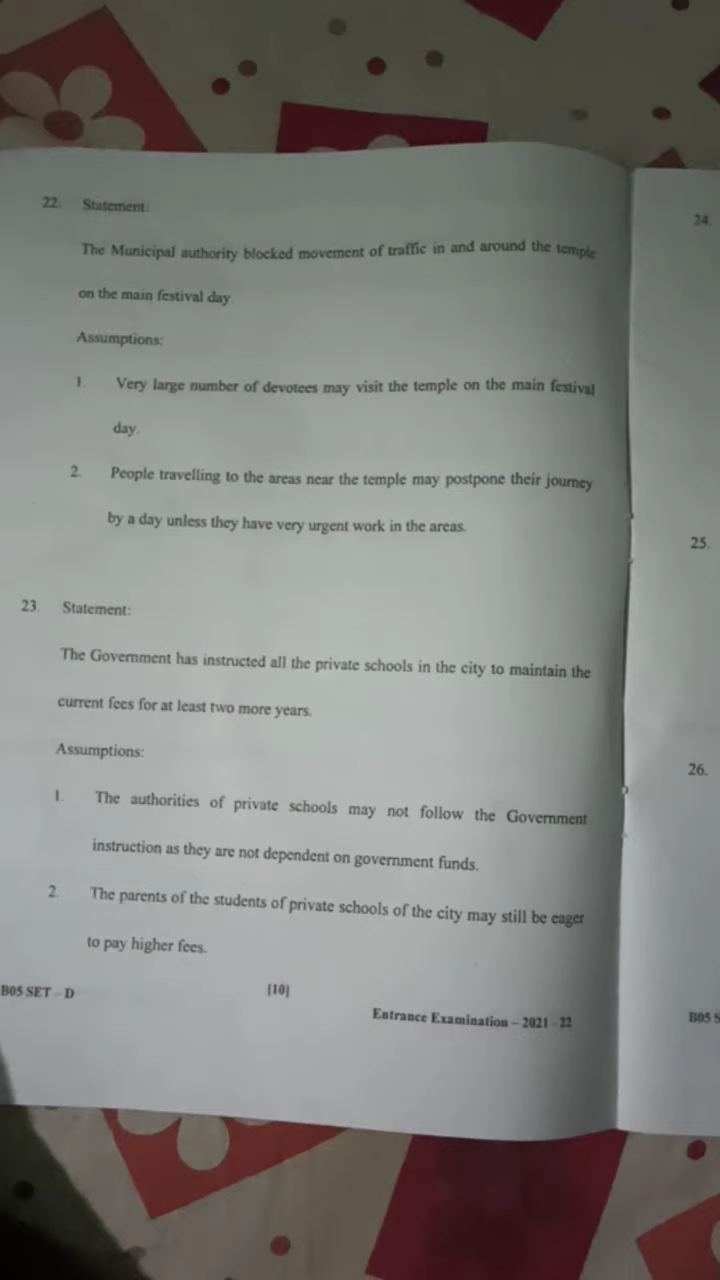 22. Statement:
The Municipal authority blocked movement of traffic in and around the temple
on the main festival day.
Assumptions:
1. Very large number of devotees may visit the temple on the main festival
day.
2. People travelling to the areas near the temple may postpone their journey
by a day unless they have very urgent work in the areas.
23. Statement:
The Government has instructed all the private schools in the city to maintain the
current fees for at least two more years.
Assumptions:
1. The authorities of private schools may not follow the Government
instruction as they are not dependent on government funds.
2. The parents of the students of private schools of the city may still be eager
to pay higher fees.
B05 SET - D
[10]
Entrance Examination – 2021 - 22
24.
25.
26.
B05 S